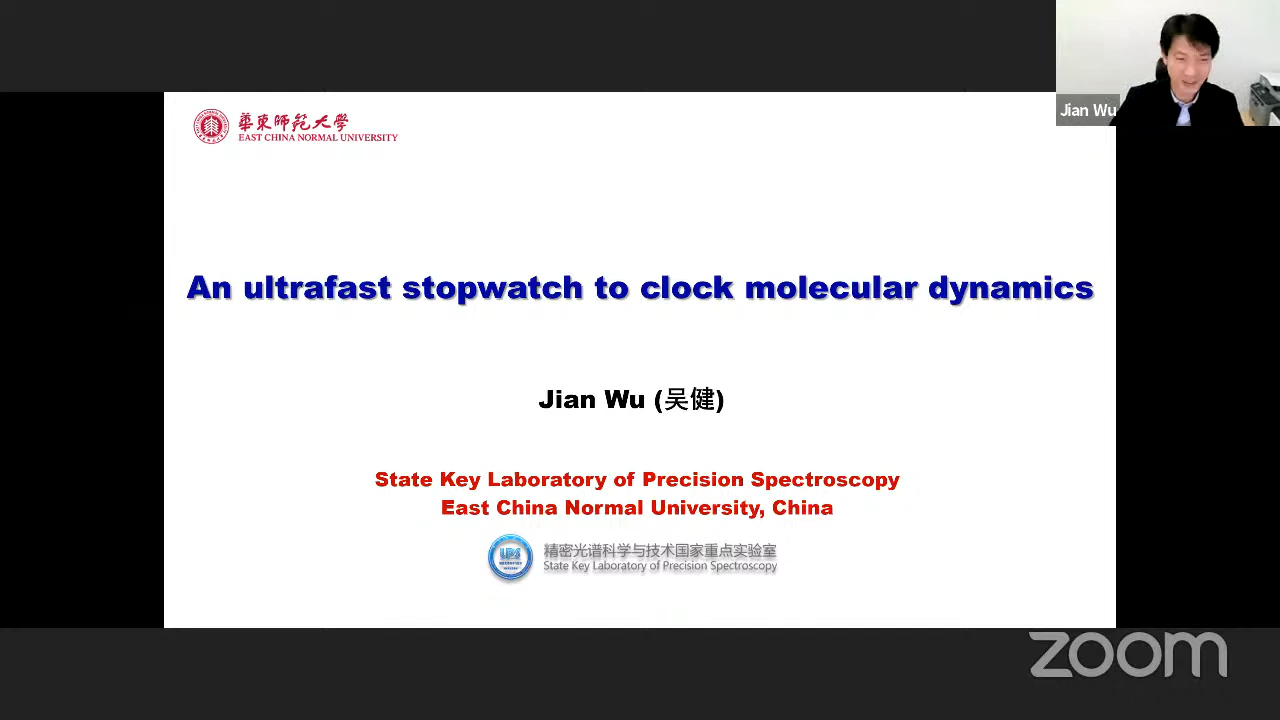 Jian Wu
華東師範大學
EAST CHINA NORMAL UNIVERSITY
An ultrafast stopwatch to clock molecular dynamics
Jian Wu (吴健)
State Key Laboratory of Precision Spectroscopy
East China Normal University, China
精密光谱科学与技术国家重点实验室
State Key Laboratory of Precision Spectroscopy
zoom